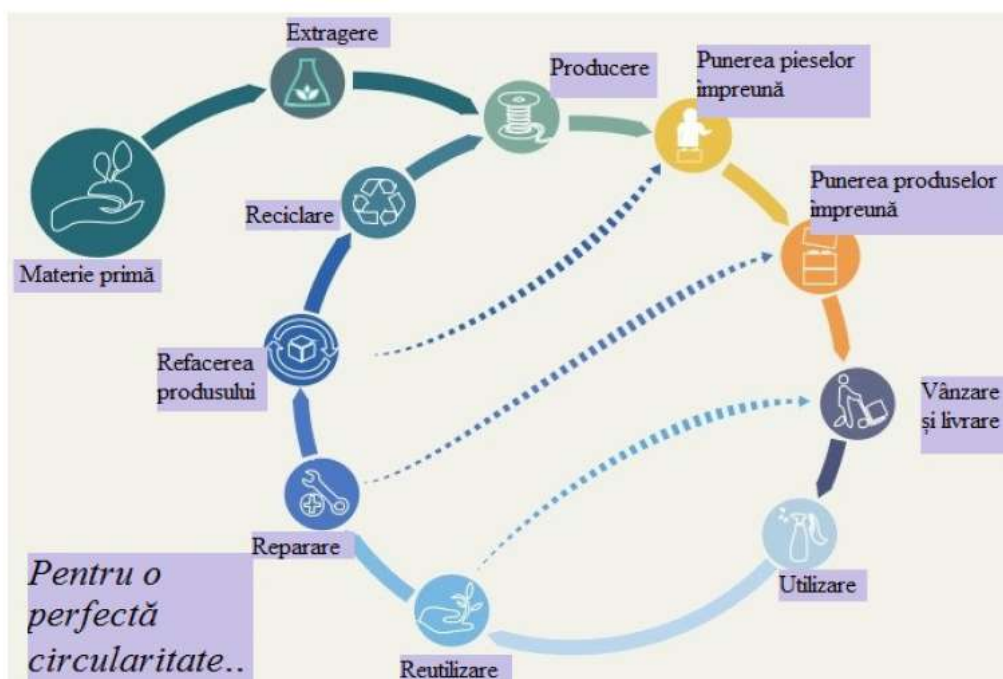 Extragere
Producere
Punerea pieselor
împreună
Punerea produselor
împreună
Reciclare
Materie primă
Refacerea
produsului
Vânzare
și livrare
Reparare
Utilizare
Reutilizare
Pentru o
perfectă
circularitate..